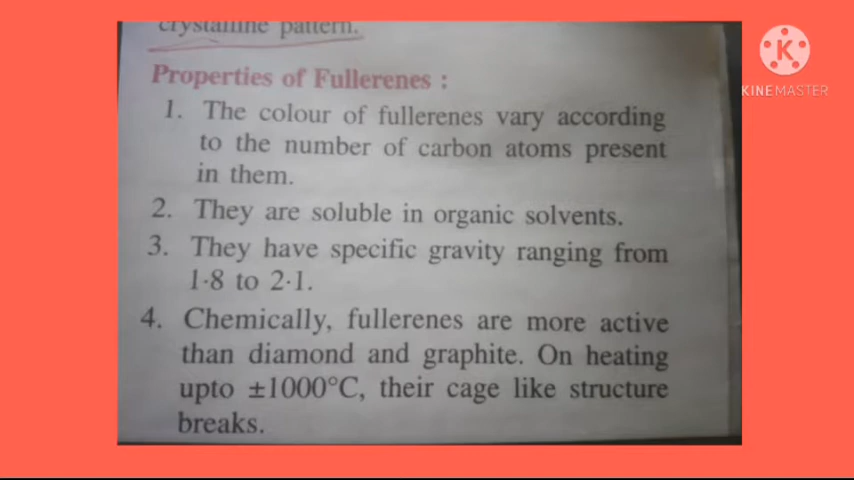 crystalline pattern.
Properties of Fullerenes :
1. The colour of fullerenes vary according
to the number of carbon atoms present
in them.
2. They are soluble in organic solvents.
3. They have specific gravity ranging from
1·8 to 2·1.
4. Chemically, fullerenes are more active
than diamond and graphite. On heating
upto ±1000°C, their cage like structure
breaks.
K
KINEMASTER